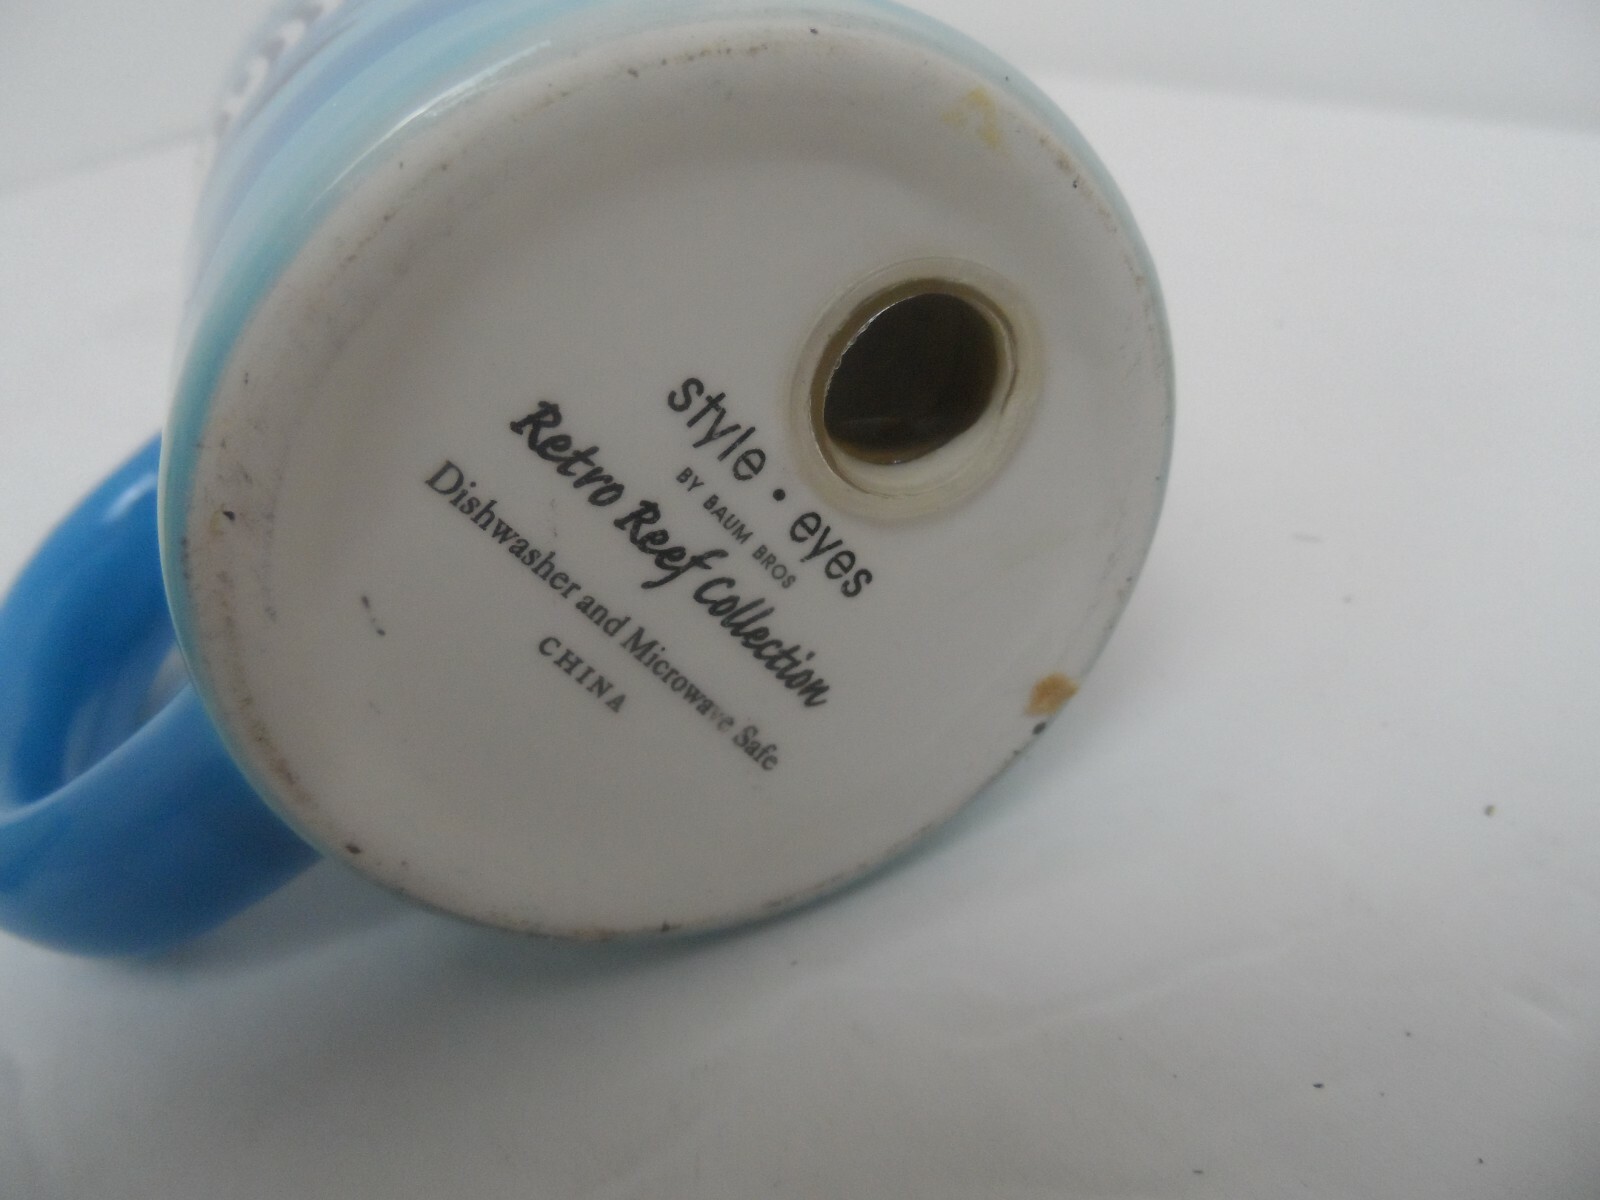 style • eyes
BY BAUM BROS
Retro Reef Collection
Dishwasher and Microwave Safe
CHINA